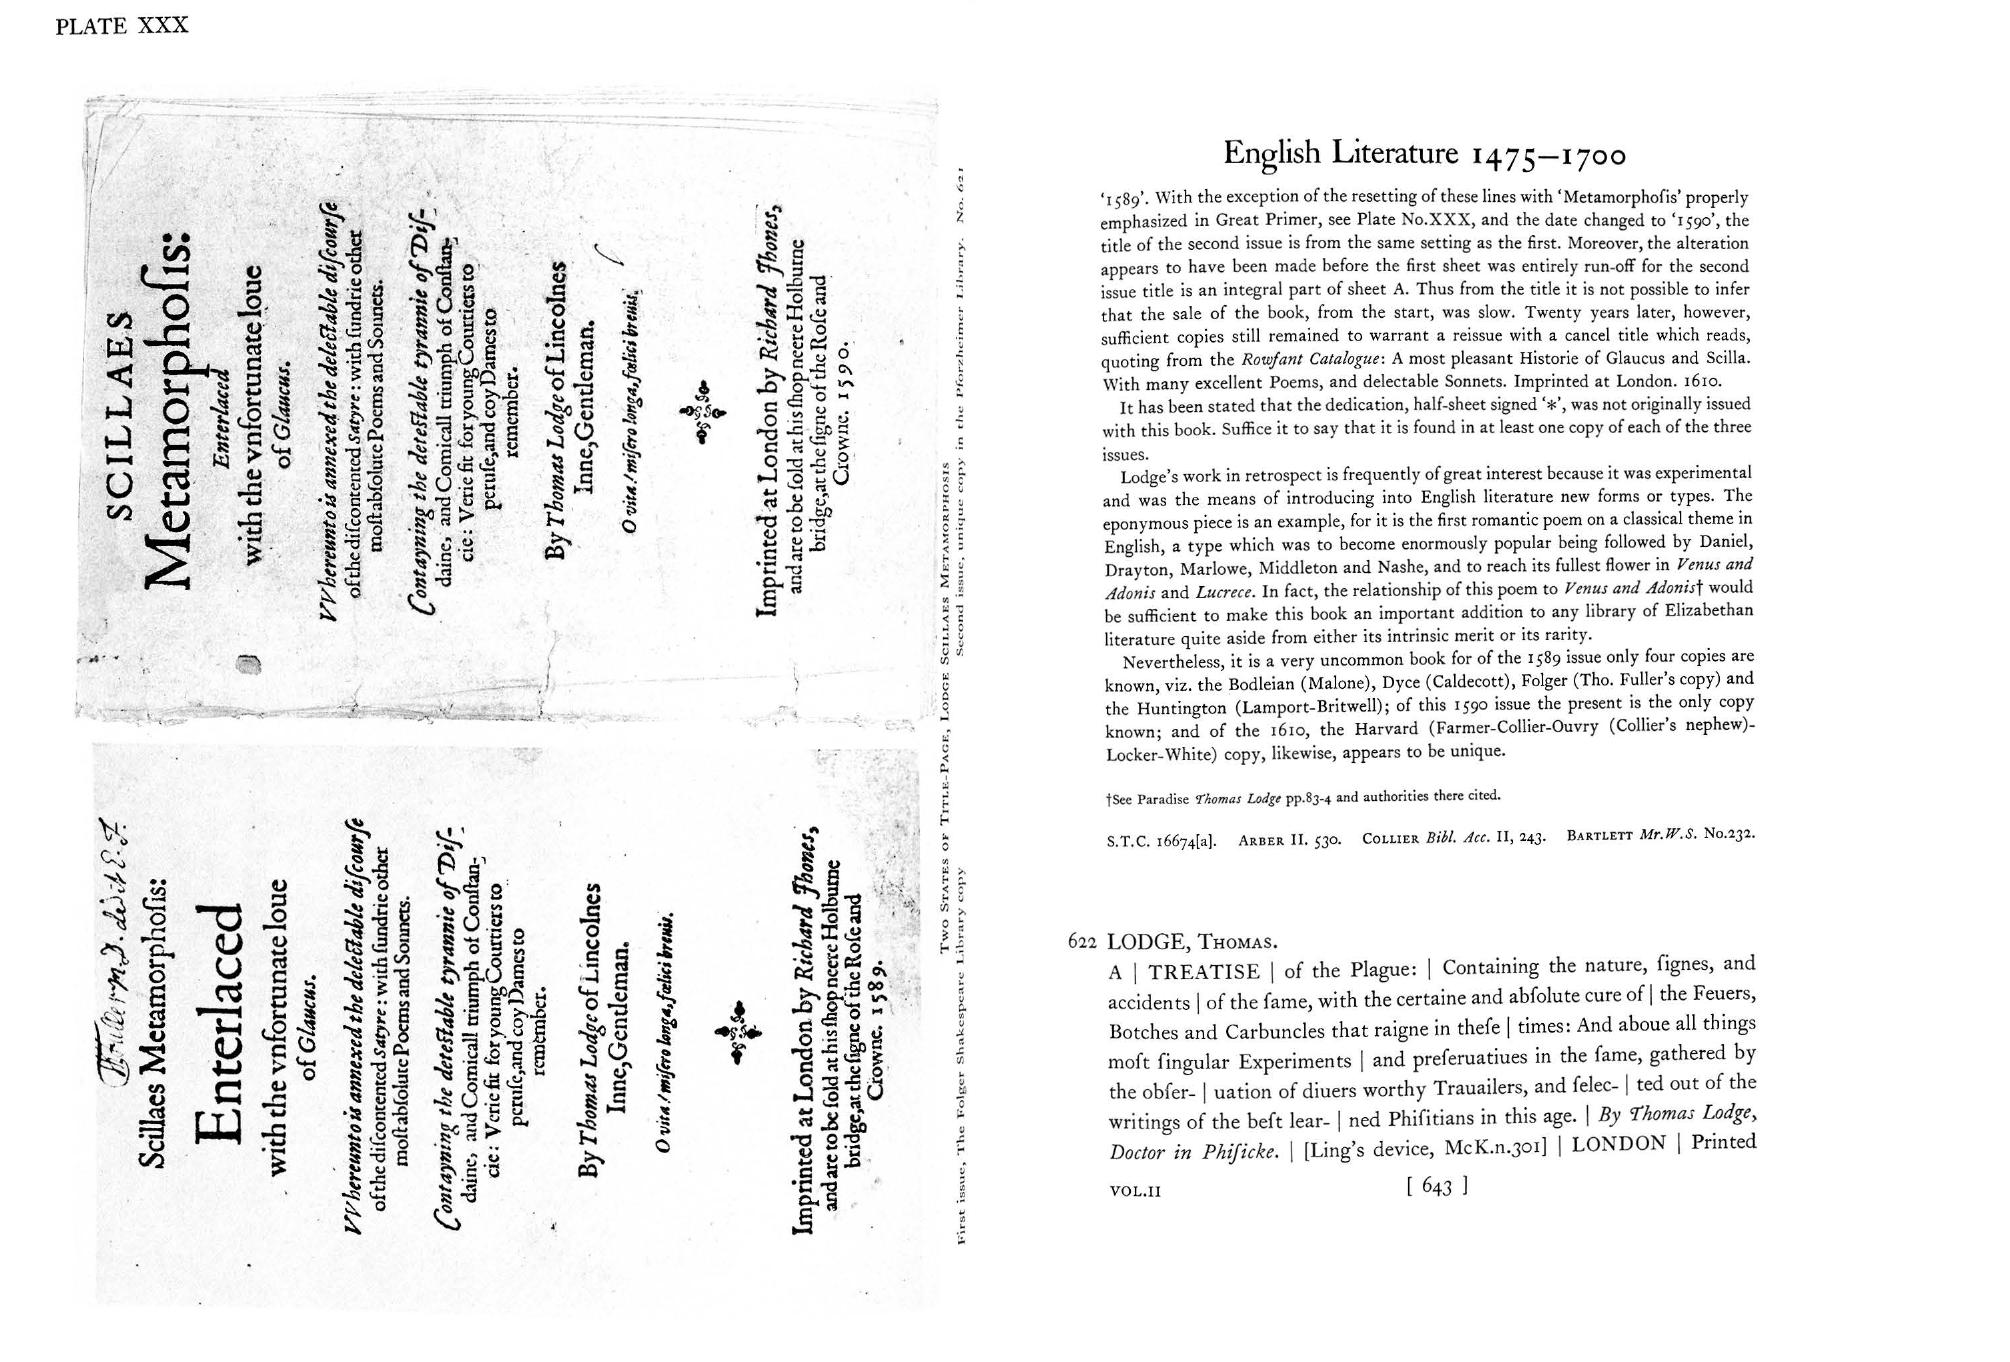 PLATE XXX
SCILLAES
Metamorphoſis:
Enterlaced
with the vnfortunate loue
of Glaucus.
VVhereunto is annexed the delectable diſcourſe
of the diſcontented Satyre: with ſundrie other
moſt abſolute Poems and Sonnets.
Contayning the deteſtable tyrannie of Diſ-
daine, and Comicall triumph of Conſtan-
cie: Verie fit for young Courtiers to
peruſe, and coy Dames to
remember.
By Thomas Lodge of Lincolnes
Inne, Gentleman.
O vita! miſero longa, fœlici breuis.
Imprinted at London by Richard Jhones,
and are to be ſold at his ſhop neere Holburne
bridge, at the ſigne of the Roſe and
Crowne. 1590.
Scillaes Metamorphoſis:
Enterlaced
with the vnfortunate loue
of Glaucus.
VVhereunto is annexed the delectable diſcourſe
of the diſcontented Satyre: with ſundrie other
moſt abſolute Poems and Sonnets.
Contayning the deteſtable tyrannie of Diſ-
daine, and Comicall triumph of Conſtan-
cie: Verie fit for young Courtiers to
peruſe, and coy Dames to
remember.
By Thomas Lodge of Lincolnes
Inne, Gentleman.
O vita! miſero longa, fœlici breuis.
Imprinted at London by Richard Jhones,
and are to be ſold at his ſhop neere Holburne
bridge, at the ſigne of the Roſe and
Crowne. 1589.
Two States of Title-Page, Lodge Scillaes Metamorphosis
First issue, The Folger Shakespeare Library copy
Second issue, unique copy in the Pforzheimer Library. No. 621
English Literature 1475–1700
‘1589’. With the exception of the resetting of these lines with ‘Metamorphoſis’ properly
emphasized in Great Primer, see Plate No.XXX, and the date changed to ‘1590’, the
title of the second issue is from the same setting as the first. Moreover, the alteration
appears to have been made before the first sheet was entirely run-off for the second
issue title is an integral part of sheet A. Thus from the title it is not possible to infer
that the sale of the book, from the start, was slow. Twenty years later, however,
sufficient copies still remained to warrant a reissue with a cancel title which reads,
quoting from the Rowfant Catalogue: A most pleasant Historie of Glaucus and Scilla.
With many excellent Poems, and delectable Sonnets. Imprinted at London. 1610.
It has been stated that the dedication, half-sheet signed ‘*’, was not originally issued
with this book. Suffice it to say that it is found in at least one copy of each of the three
issues.
Lodge’s work in retrospect is frequently of great interest because it was experimental
and was the means of introducing into English literature new forms or types. The
eponymous piece is an example, for it is the first romantic poem on a classical theme in
English, a type which was to become enormously popular being followed by Daniel,
Drayton, Marlowe, Middleton and Nashe, and to reach its fullest flower in Venus and
Adonis and Lucrece. In fact, the relationship of this poem to Venus and Adonis† would
be sufficient to make this book an important addition to any library of Elizabethan
literature quite aside from either its intrinsic merit or its rarity.
Nevertheless, it is a very uncommon book for of the 1589 issue only four copies are
known, viz. the Bodleian (Malone), Dyce (Caldecott), Folger (Tho. Fuller’s copy) and
the Huntington (Lamport-Britwell); of this 1590 issue the present is the only copy
known; and of the 1610, the Harvard (Farmer-Collier-Ouvry (Collier’s nephew)-
Locker-White) copy, likewise, appears to be unique.
†See Paradise Thomas Lodge pp.83-4 and authorities there cited.
S.T.C. 16674[a]. Arber II. 530. Collier Bibl. Acc. II, 243. Bartlett Mr.W.S. No.232.
622 LODGE, Thomas.
A | TREATISE | of the Plague: | Containing the nature, ſignes, and
accidents | of the ſame, with the certaine and abſolute cure of | the Feuers,
Botches and Carbuncles that raigne in theſe | times: And aboue all things
moſt ſingular Experiments | and preſeruatiues in the ſame, gathered by
the obſer- | uation of diuers worthy Trauailers, and ſelec- | ted out of the
writings of the beſt lear- | ned Phiſitians in this age. | By Thomas Lodge,
Doctor in Phiſicke. | [Ling’s device, McK.n.301] | LONDON | Printed
VOL.II
[ 643 ]